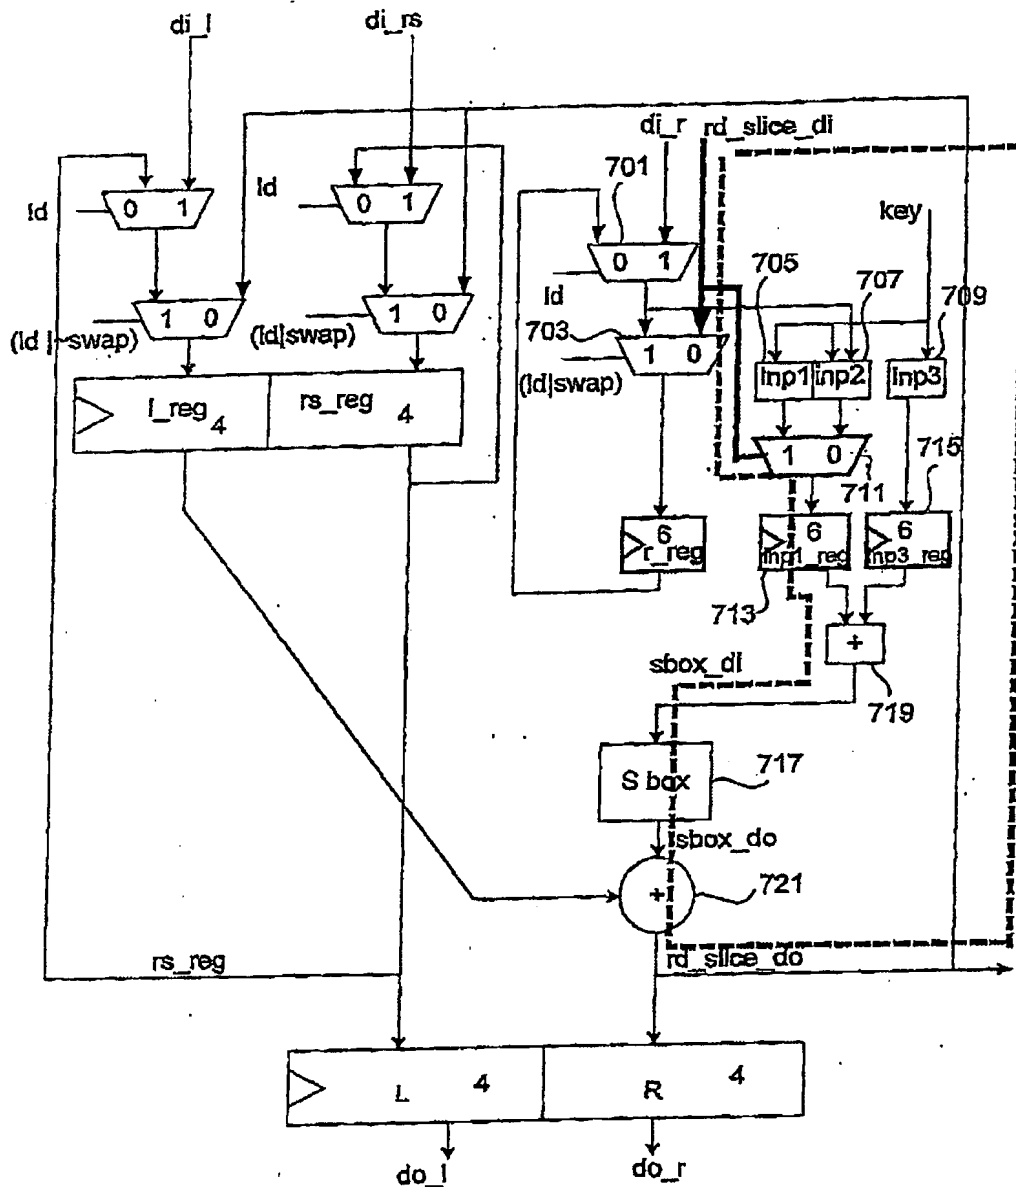 di_l
di_rs
di_r
rd_slice_di
701
ld
0 1
ld
0 1
key
0 1
705
707
709
ld
703
1 0
(ld | ~swap)
1 0
(ld|swap)
1 0
(ld|swap)
inp1
inp2
inp3
l_reg 4
rs_reg 4
1 0
711
715
6
r_reg
6
inp1_reg
6
inp3_reg
713
+
719
sbox_di
S box
717
sbox_do
+
721
rs_reg
rd_slice_do
L 4
R 4
do_l
do_r